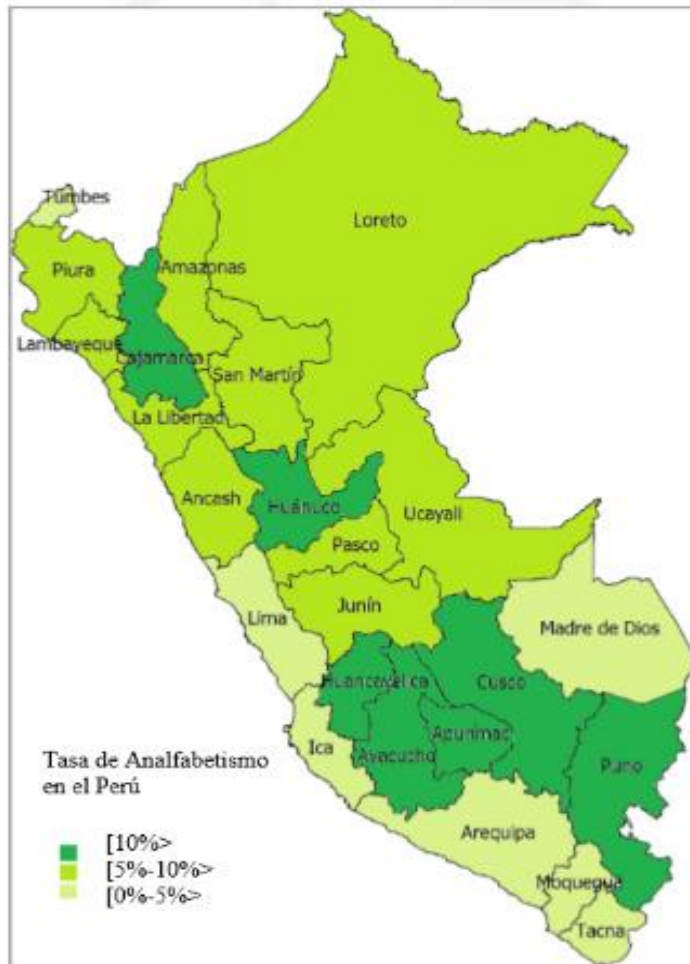 Tumbes
Loreto
Piura
Amazonas
Lambayeque
Cajamarca
San Martín
La Libertad
Ancash
Huánuco
Ucayali
Pasco
Lima
Junín
Madre de Dios
Huancavelica
Cusco
Ica
Ayacucho
Apurimac
Puno
Tasa de Analfabetismo
en el Perú
Arequipa
[10%>
[5%-10%>
[0%-5%>
Moquegua
Tacna